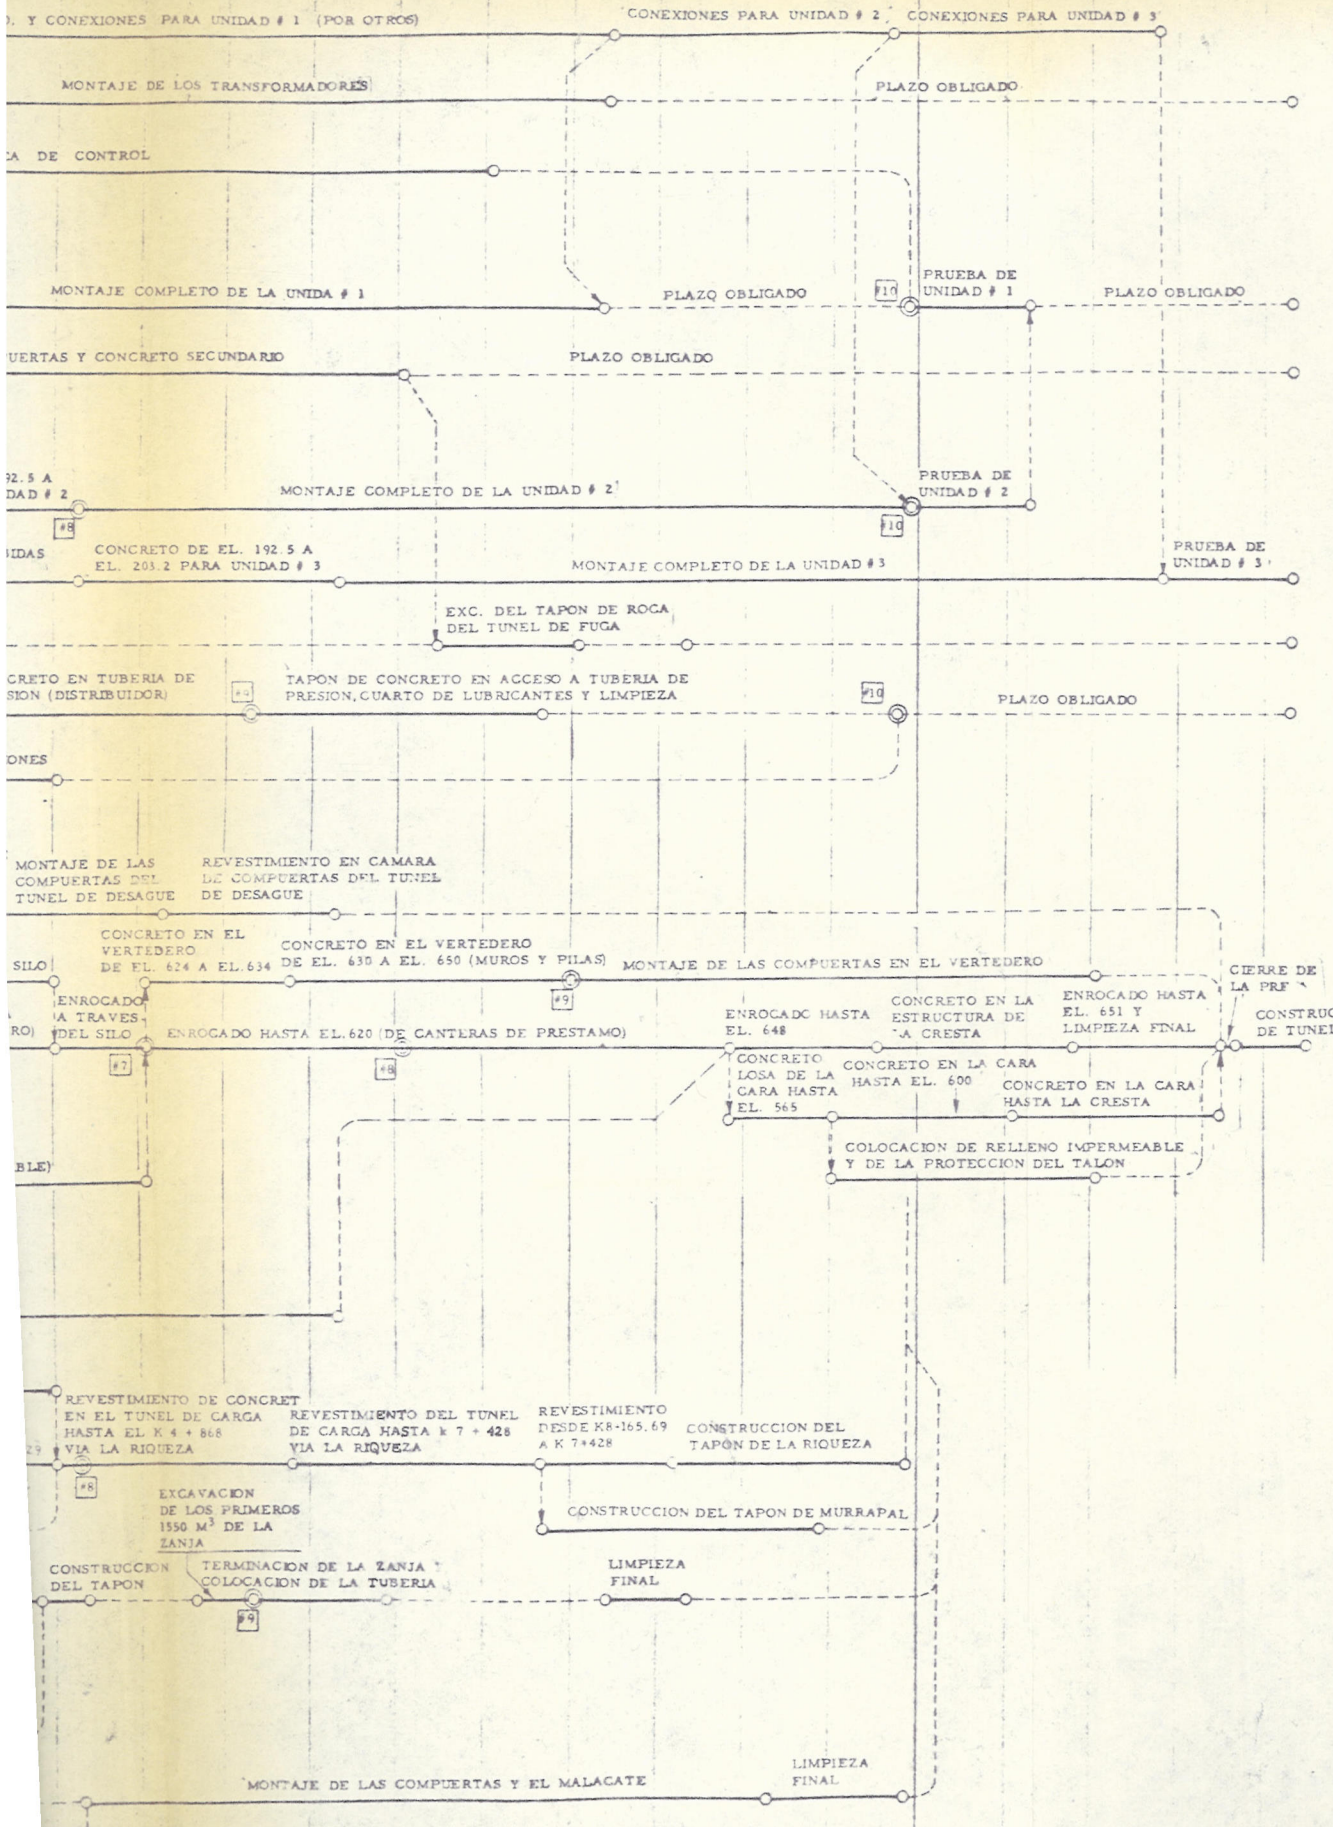 Y CONEXIONES PARA UNIDAD # 1 (POR OTROS)
CONEXIONES PARA UNIDAD # 2
CONEXIONES PARA UNIDAD # 3
MONTAJE DE LOS TRANSFORMADORES
PLAZO OBLIGADO
DE CONTROL
MONTAJE COMPLETO DE LA UNIDA # 1
PLAZO OBLIGADO
#10
PRUEBA DE
UNIDAD # 1
PLAZO OBLIGADO
UERTAS Y CONCRETO SECUNDARIO
PLAZO OBLIGADO
92.5 A
DAD # 2
#8
MONTAJE COMPLETO DE LA UNIDAD # 2
#10
PRUEBA DE
UNIDAD # 2
BIDAS
CONCRETO DE EL. 192.5 A
EL. 203.2 PARA UNIDAD # 3
MONTAJE COMPLETO DE LA UNIDAD #3
PRUEBA DE
UNIDAD # 3
EXC. DEL TAPON DE ROCA
DEL TUNEL DE FUGA
CRETO EN TUBERIA DE
SION (DISTRIBUIDOR)
#9
TAPON DE CONCRETO EN ACCESO A TUBERIA DE
PRESION, CUARTO DE LUBRICANTES Y LIMPIEZA
#10
PLAZO OBLIGADO
ONES
MONTAJE DE LAS
COMPUERTAS DEL
TUNEL DE DESAGUE
REVESTIMIENTO EN CAMARA
DE COMPUERTAS DEL TUNEL
DE DESAGUE
SILO
CONCRETO EN EL
VERTEDERO
DE EL. 624 A EL.634
CONCRETO EN EL VERTEDERO
DE EL. 630 A EL. 650 (MUROS Y PILAS)
#9
MONTAJE DE LAS COMPUERTAS EN EL VERTEDERO
CIERRE DE
LA PRE
RO)
ENROCADO
A TRAVES
DEL SILO
#7
ENROCADO HASTA EL.620 (DE CANTERAS DE PRESTAMO)
#8
ENROCADO HASTA
EL. 648
CONCRETO EN LA
ESTRUCTURA DE
LA CRESTA
ENROCADO HASTA
EL. 651 Y
LIMPIEZA FINAL
CONSTRUC
DE TUNEL
CONCRETO
LOSA DE LA
CARA HASTA
EL. 565
CONCRETO EN LA CARA
HASTA EL. 600
CONCRETO EN LA CARA
HASTA LA CRESTA
COLOCACION DE RELLENO IMPERMEABLE
Y DE LA PROTECCION DEL TALON
BLE)
29
REVESTIMIENTO DE CONCRET
EN EL TUNEL DE CARGA
HASTA EL K 4 + 868
VIA LA RIQUEZA
#8
REVESTIMIENTO DEL TUNEL
DE CARGA HASTA K 7 + 428
VIA LA RIQUEZA
REVESTIMIENTO
DESDE K8-165.69
A K 7+428
CONSTRUCCION DEL
TAPON DE LA RIQUEZA
CONSTRUCCION DEL TAPON DE MURRAPAL
EXCAVACION
DE LOS PRIMEROS
1550 M³ DE LA
ZANJA
CONSTRUCCION
DEL TAPON
TERMINACION DE LA ZANJA
COLOCACION DE LA TUBERIA
#9
LIMPIEZA
FINAL
MONTAJE DE LAS COMPUERTAS Y EL MALACATE
LIMPIEZA
FINAL